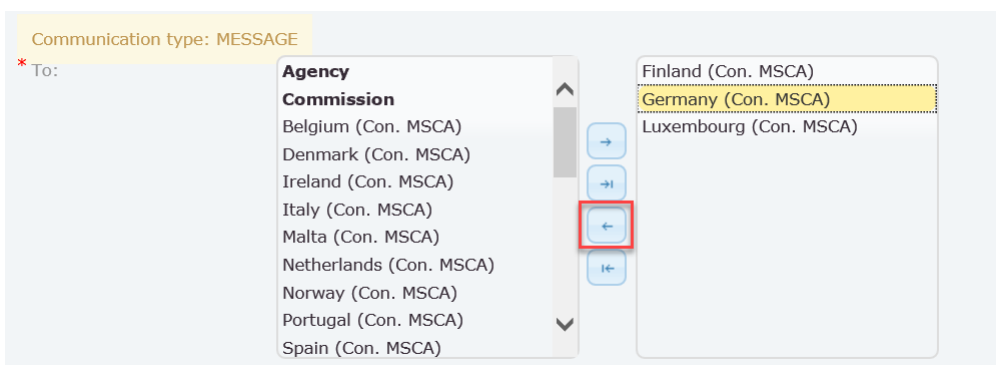 Communication type: MESSAGE
* To:
Agency
Commission
Belgium (Con. MSCA)
Denmark (Con. MSCA)
Ireland (Con. MSCA)
Italy (Con. MSCA)
Malta (Con. MSCA)
Netherlands (Con. MSCA)
Norway (Con. MSCA)
Portugal (Con. MSCA)
Spain (Con. MSCA)
Finland (Con. MSCA)
Germany (Con. MSCA)
Luxembourg (Con. MSCA)